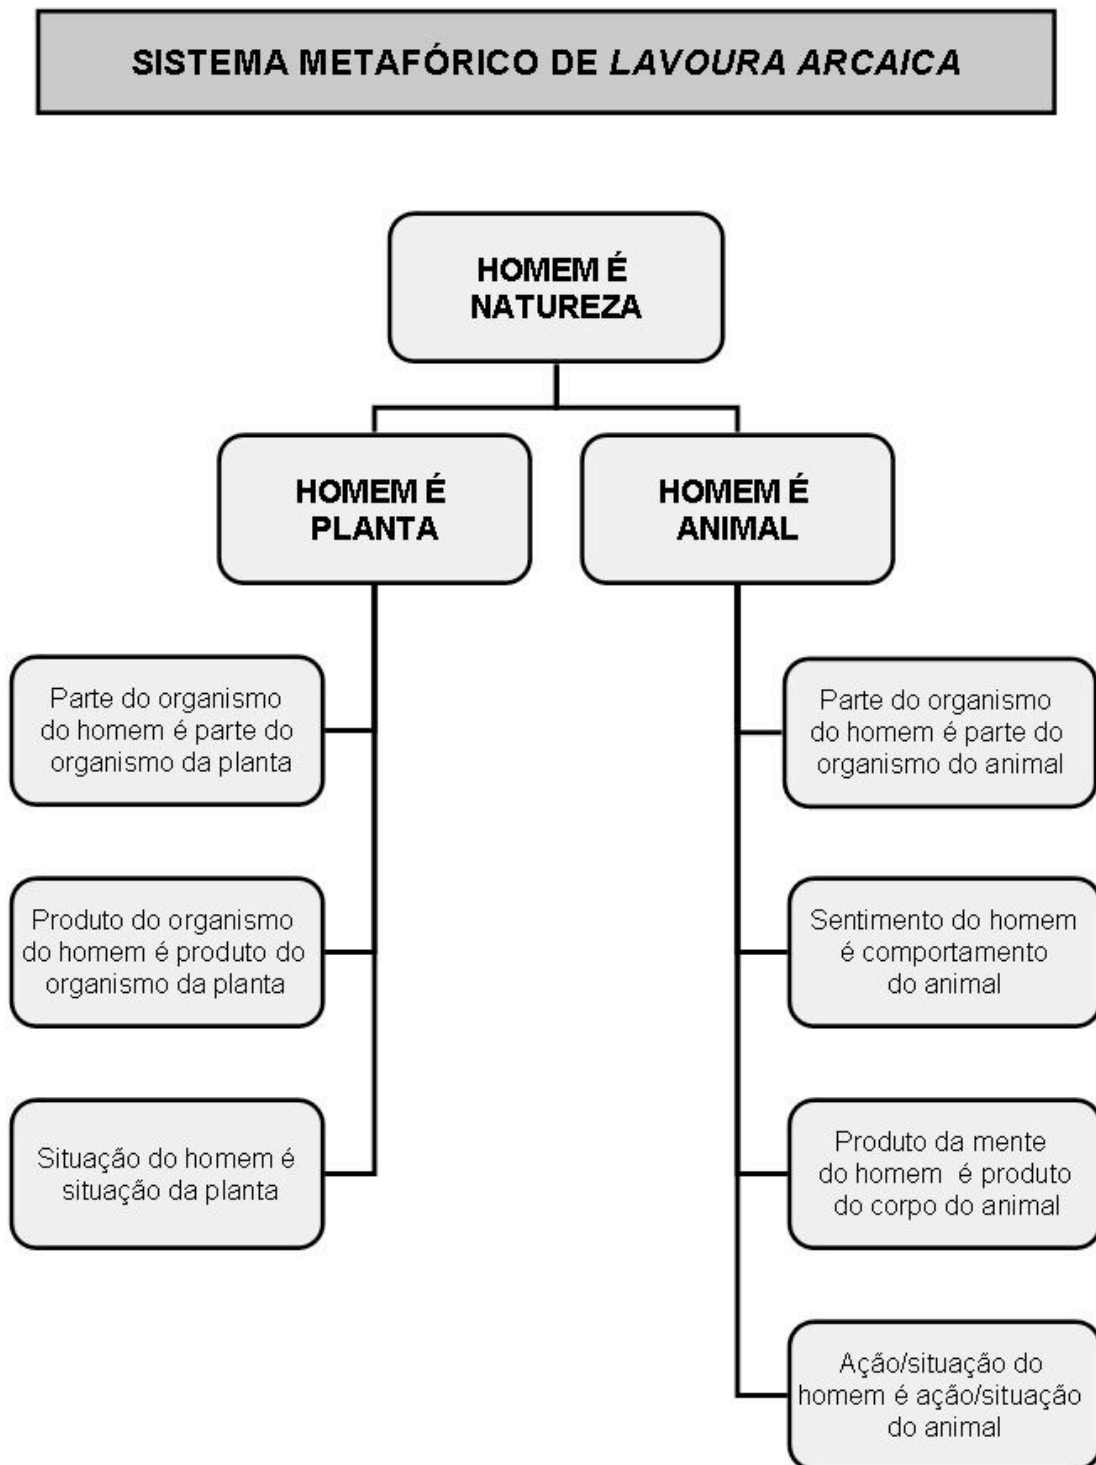 SISTEMA METAFÓRICO DE LAVOURA ARCAICA
HOMEM É
NATUREZA
HOMEM É
PLANTA
HOMEM É
ANIMAL
Parte do organismo
do homem é parte do
organismo da planta
Produto do organismo
do homem é produto do
organismo da planta
Situação do homem é
situação da planta
Parte do organismo
do homem é parte do
organismo do animal
Sentimento do homem
é comportamento
do animal
Produto da mente
do homem é produto
do corpo do animal
Ação/situação do
homem é ação/situação
do animal